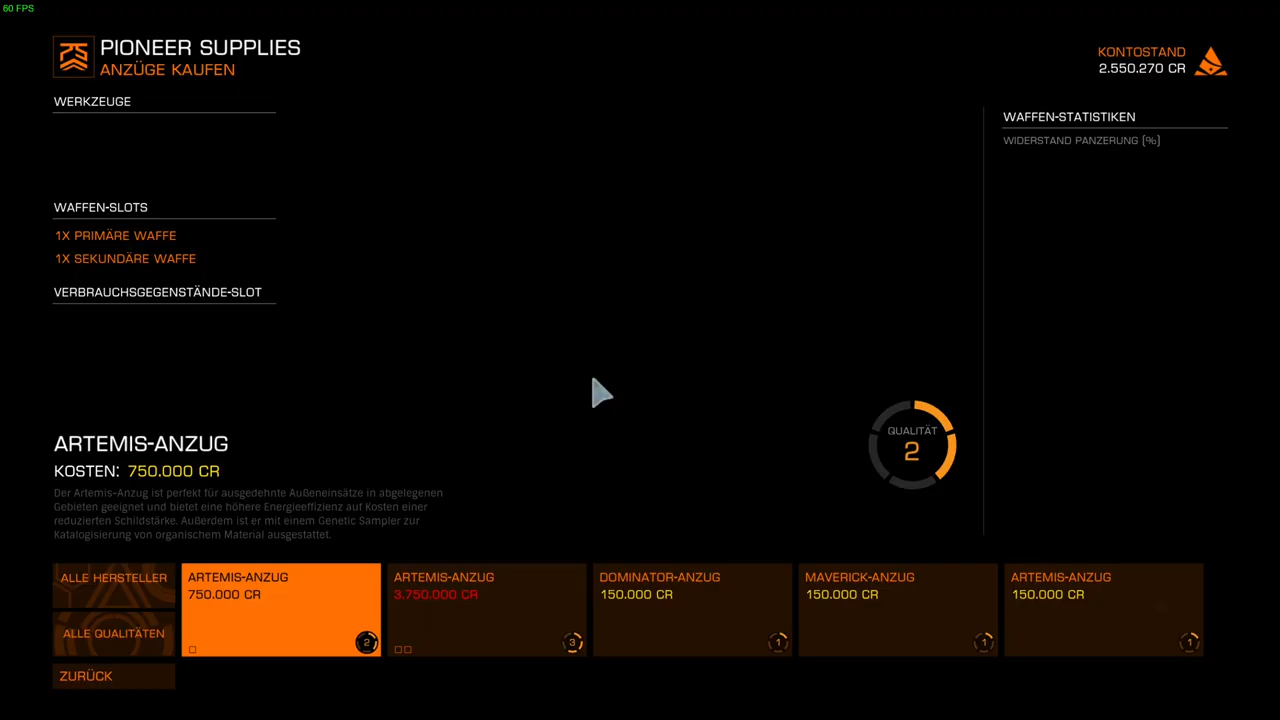 60 FPS
PIONEER SUPPLIES
ANZÜGE KAUFEN
KONTOSTAND
2.550.270 CR
WERKZEUGE
WAFFEN-SLOTS
1X PRIMÄRE WAFFE
1X SEKUNDÄRE WAFFE
VERBRAUCHSGEGENSTÄNDE-SLOT
WAFFEN-STATISTIKEN
WIDERSTAND PANZERUNG (%)
QUALITÄT
2
ARTEMIS-ANZUG
KOSTEN: 750.000 CR
Der Artemis-Anzug ist perfekt für ausgedehnte Außeneinsätze in abgelegenen
Gebieten geeignet und bietet eine höhere Energieeffizienz auf Kosten einer
reduzierten Schildstärke. Außerdem ist er mit einem Genetic Sampler zur
Katalogisierung von organischem Material ausgestattet.
ALLE HERSTELLER
ALLE QUALITÄTEN
ZURÜCK
ARTEMIS-ANZUG
750.000 CR
2
ARTEMIS-ANZUG
3.750.000 CR
3
DOMINATOR-ANZUG
150.000 CR
1
MAVERICK-ANZUG
150.000 CR
1
ARTEMIS-ANZUG
150.000 CR
1